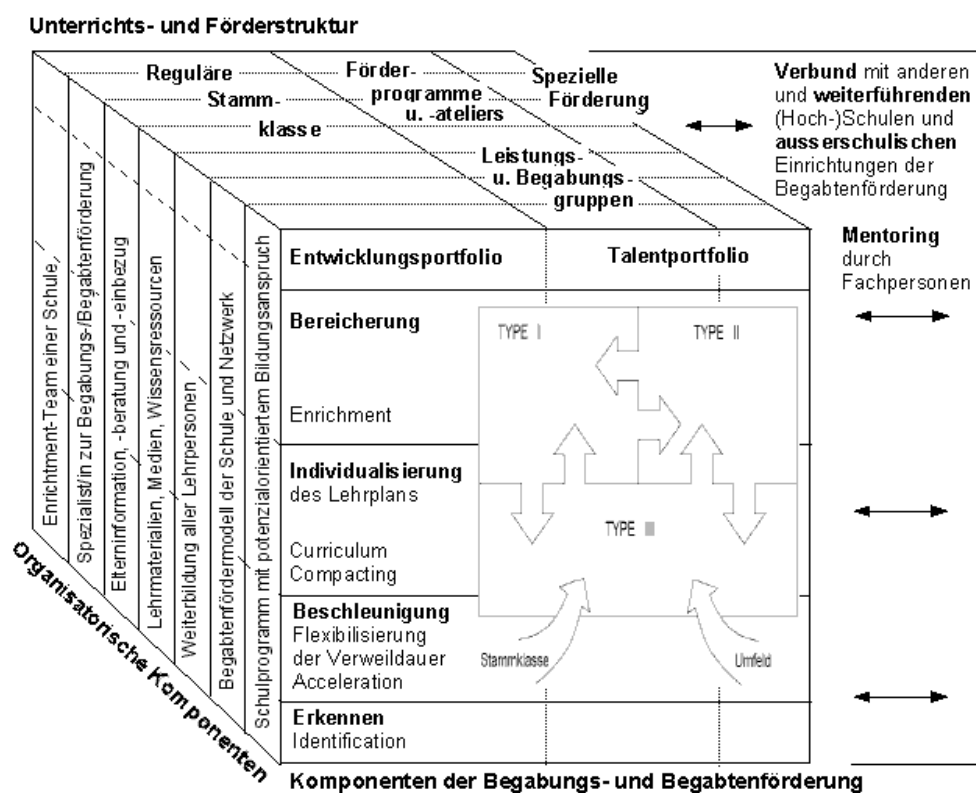 Unterrichts- und Förderstruktur
Reguläre
Stamm-
klasse
Förder-
programme
u. -ateliers
Spezielle
Förderung
Leistungs-
u. Begabungs-
gruppen
Verbund mit anderen
und weiterführenden
(Hoch-)Schulen und
ausserschulischen
Einrichtungen der
Begabtenförderung
Mentoring
durch
Fachpersonen
Enrichtment-Team einer Schule
Spezialist/in zur Begabungs-/Begabtenförderung
Elterninformation, -beratung und -einbezug
Lehrmaterialien, Medien, Wissensressourcen
Weiterbildung aller Lehrpersonen
Begabtenfördermodell der Schule und Netzwerk
Schulprogramm mit potenzialorientiertem Bildungsanspruch
Organisatorische Komponenten
Entwicklungsportfolio
Talentportfolio
Bereicherung
Enrichment
TYPE I
TYPE II
Individualisierung
des Lehrplans
Curriculum
Compacting
TYPE III
Beschleunigung
Flexibilisierung
der Verweildauer
Acceleration
Stammklasse
Umfeld
Erkennen
Identification
Komponenten der Begabungs- und Begabtenförderung